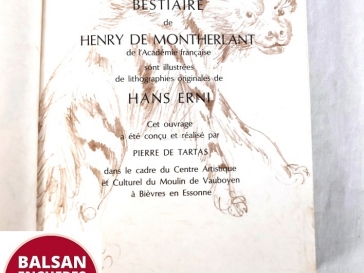 BESTIAIRE
de
HENRY DE MONTHERLANT
de l'Académie française
sont illustrées
de lithographies originales de
HANS ERNI
Cet ouvrage
a été conçu et réalisé par
PIERRE DE TARTAS
dans le cadre du Centre Artistique
et Culturel du Moulin de Vauboyen
à Bièvres en Essonne
BALSAN
ENCHERES